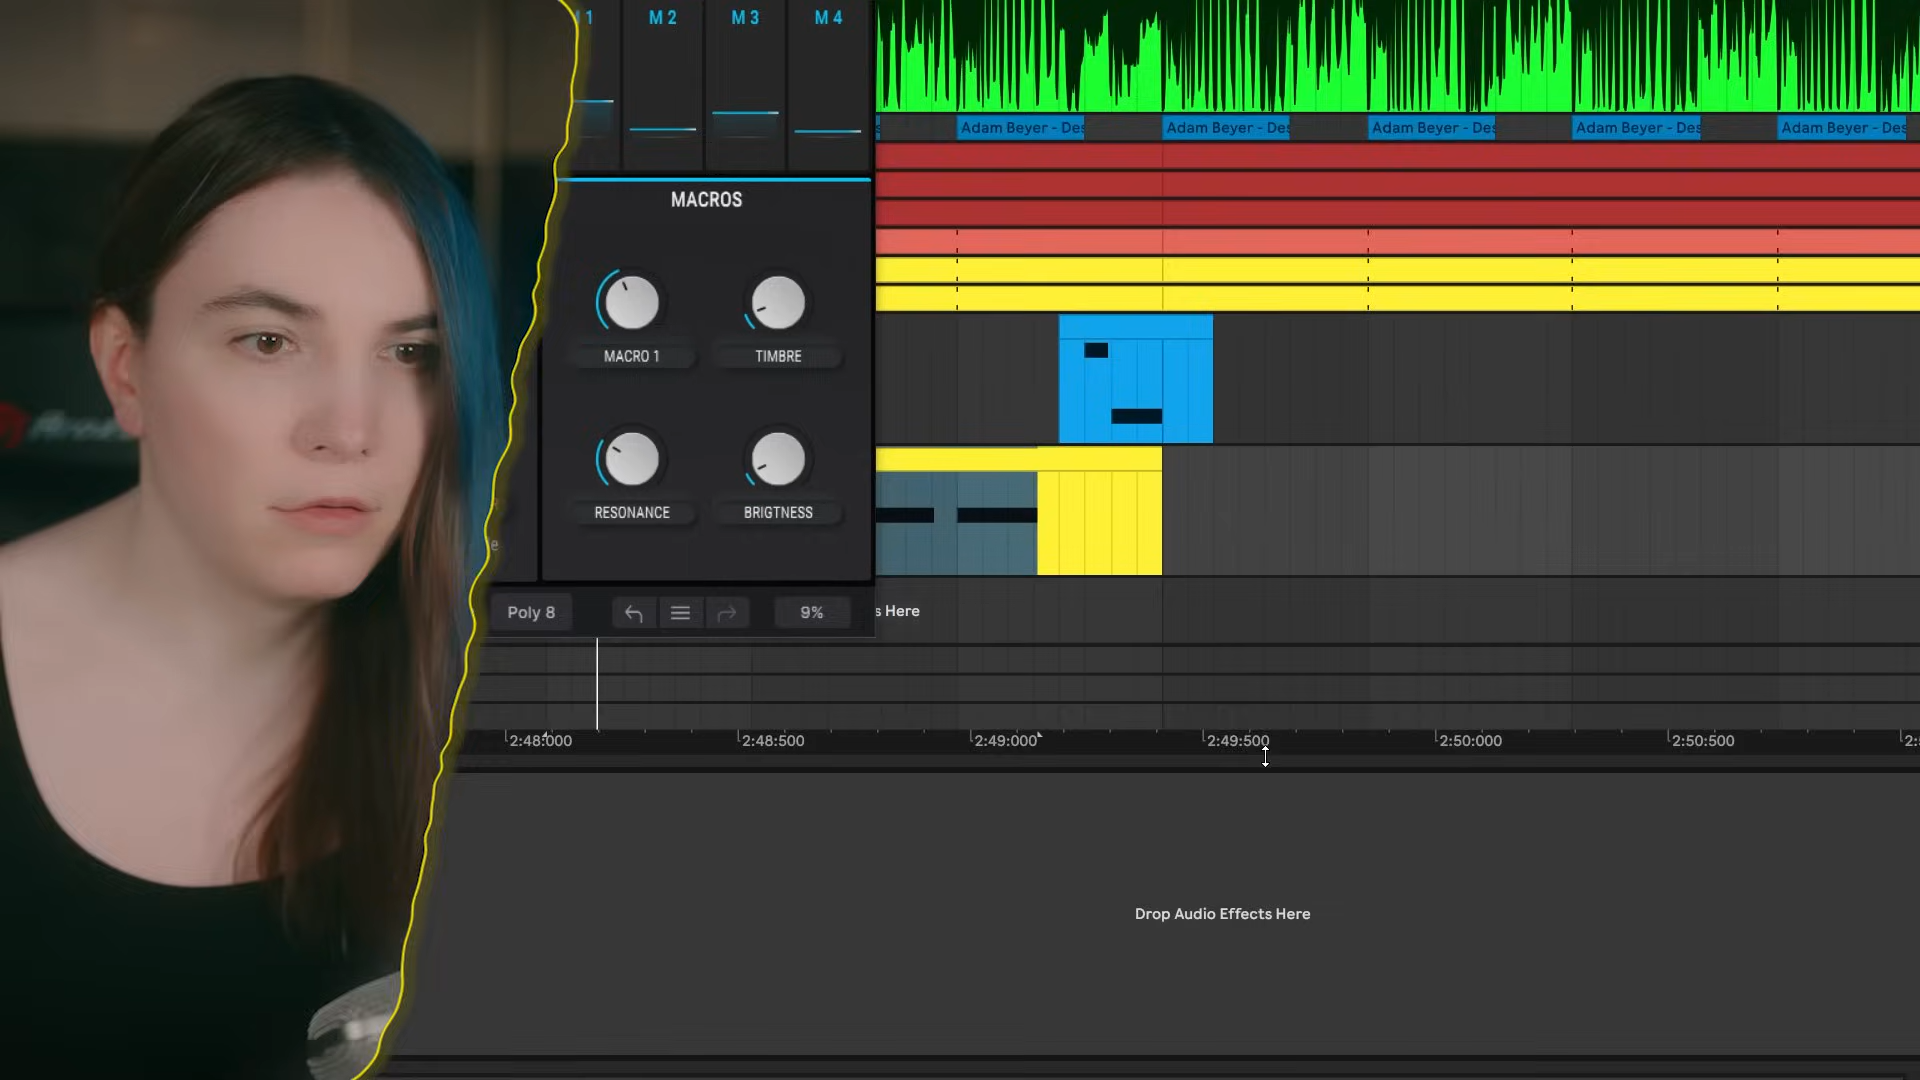 M 2
M 3
M 4
MACROS
MACRO 1
TIMBRE
RESONANCE
BRIGTNESS
Poly 8
9%
s Here
Adam Beyer - Des
Adam Beyer - Des
Adam Beyer - Des
Adam Beyer - Des
Adam Beyer - Des
2:48:000
2:48:500
2:49:000
2:49:500
2:50:000
2:50:500
Drop Audio Effects Here